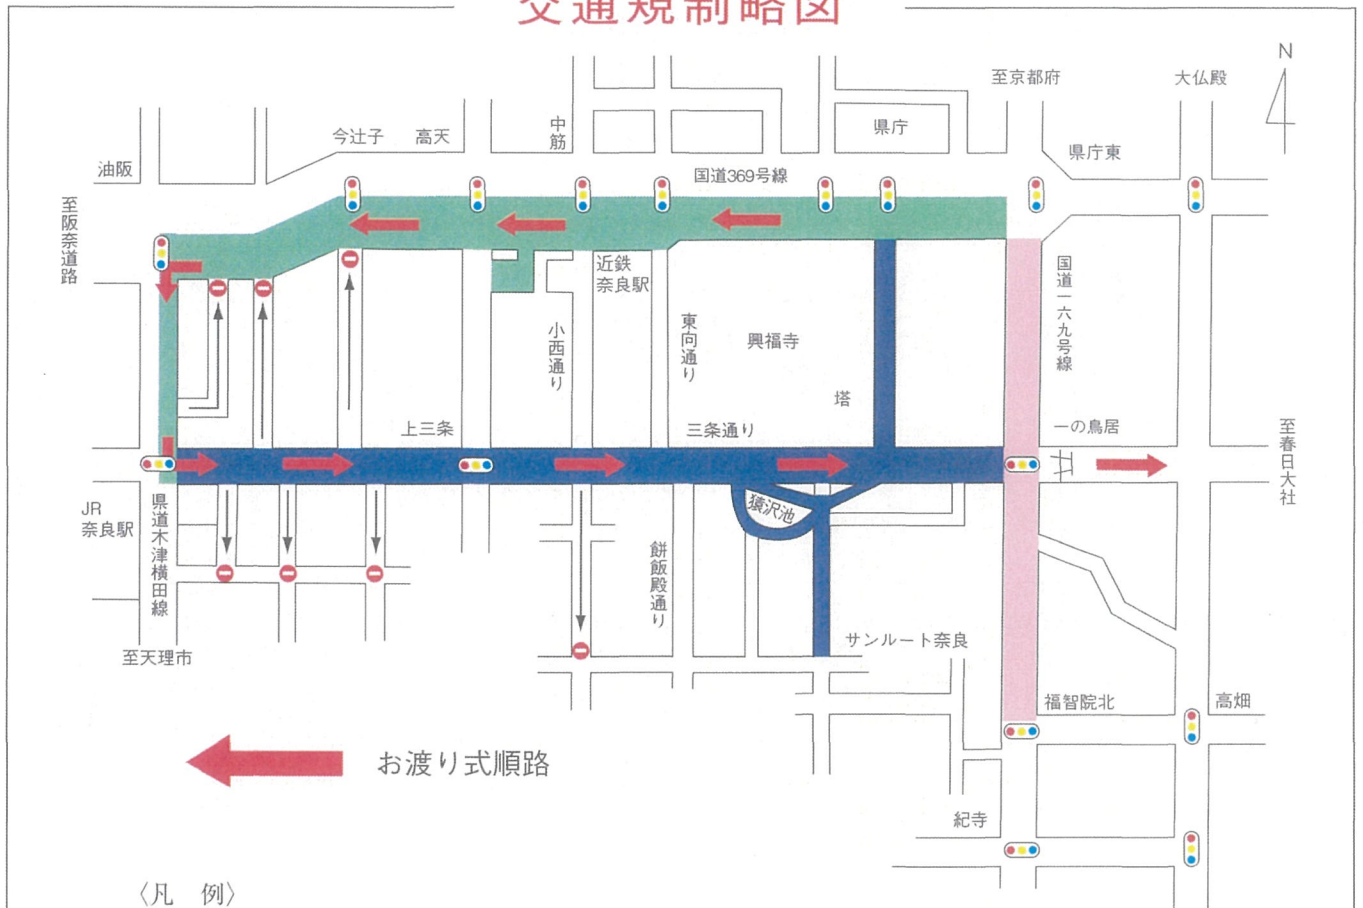 交通規制略図
N
至京都府
大仏殿
中筋
今辻子
高天
県庁
県庁東
油阪
国道369号線
至阪奈道路
近鉄
奈良駅
国道一六九号線
小西通り
東向通り
興福寺
塔
上三条
三条通り
一の鳥居
至春日大社
JR
奈良駅
県道木津横田線
猿沢池
餅飯殿通り
サンルート奈良
至天理市
福智院北
高畑
お渡り式順路
紀寺
〈凡　例〉